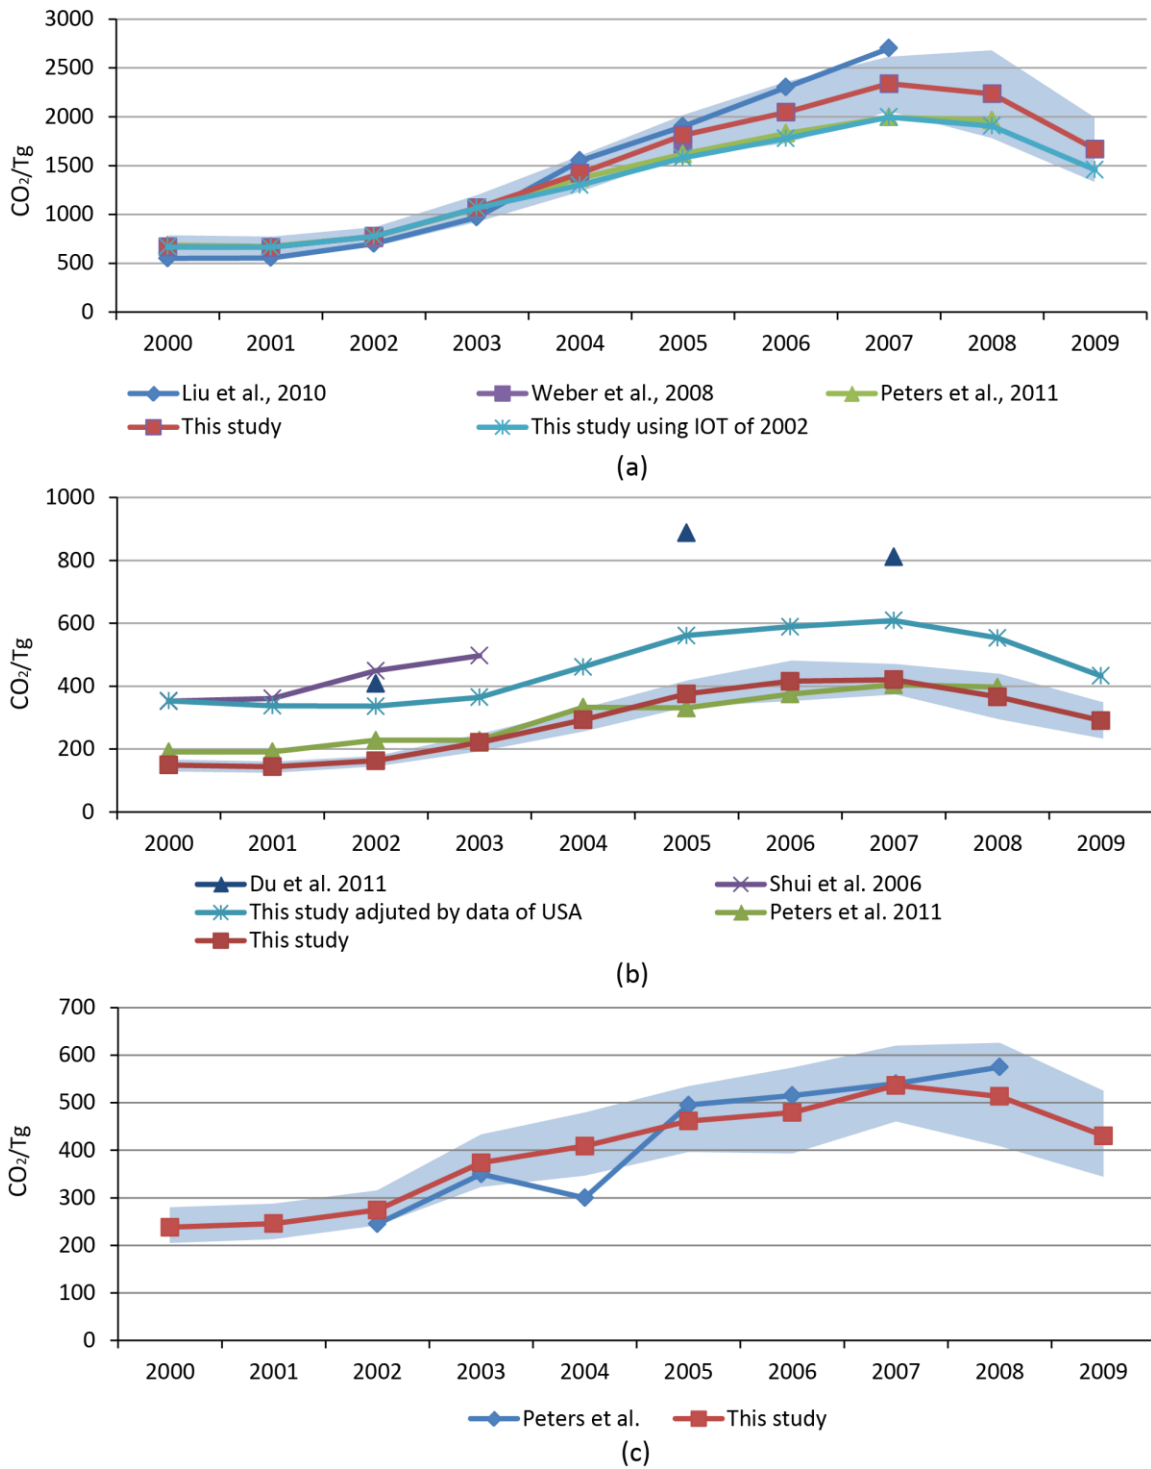 3000
2500
2000
1500
1000
500
0
CO₂/Tg
2000 2001 2002 2003 2004 2005 2006 2007 2008 2009
Liu et al., 2010 Weber et al., 2008 Peters et al., 2011
This study This study using IOT of 2002
(a)
1000
800
600
400
200
0
CO₂/Tg
2000 2001 2002 2003 2004 2005 2006 2007 2008 2009
Du et al. 2011 Shui et al. 2006
This study adjuted by data of USA Peters et al. 2011
This study
(b)
700
600
500
400
300
200
100
0
CO₂/Tg
2000 2001 2002 2003 2004 2005 2006 2007 2008 2009
Peters et al. This study
(c)